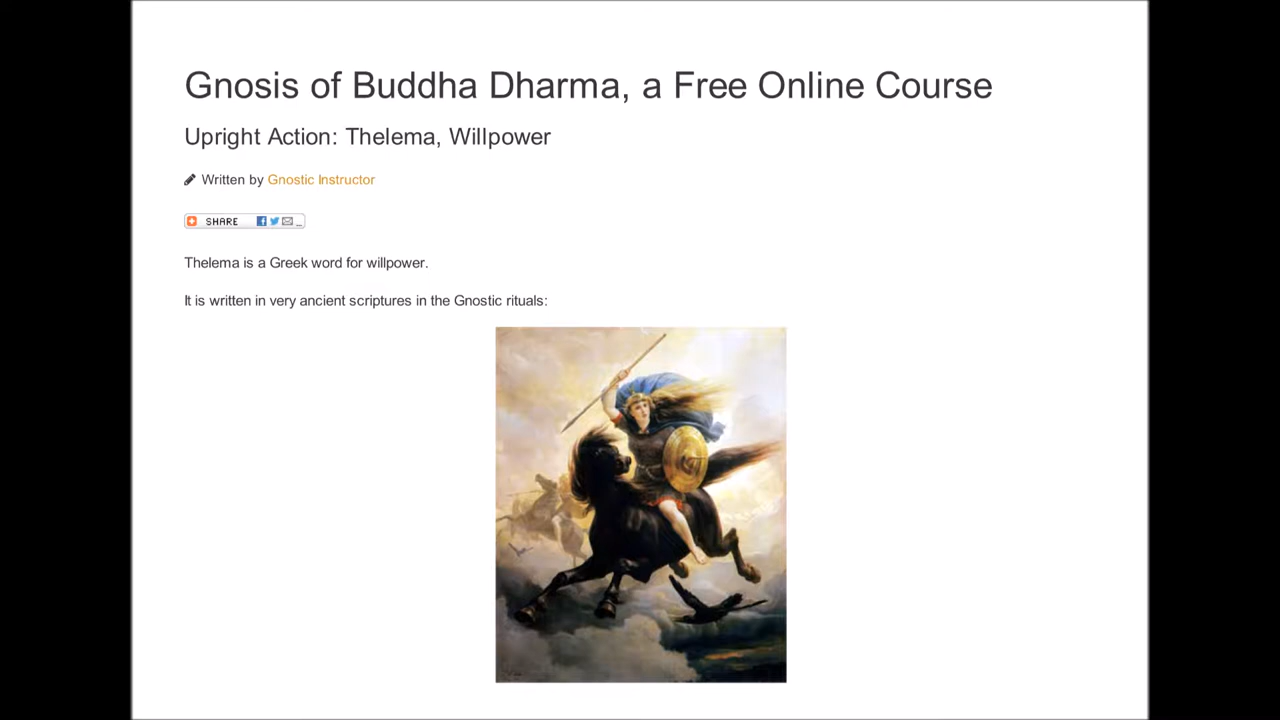 Gnosis of Buddha Dharma, a Free Online Course
Upright Action: Thelema, Willpower
Written by Gnostic Instructor
SHARE
Thelema is a Greek word for willpower.
It is written in very ancient scriptures in the Gnostic rituals: